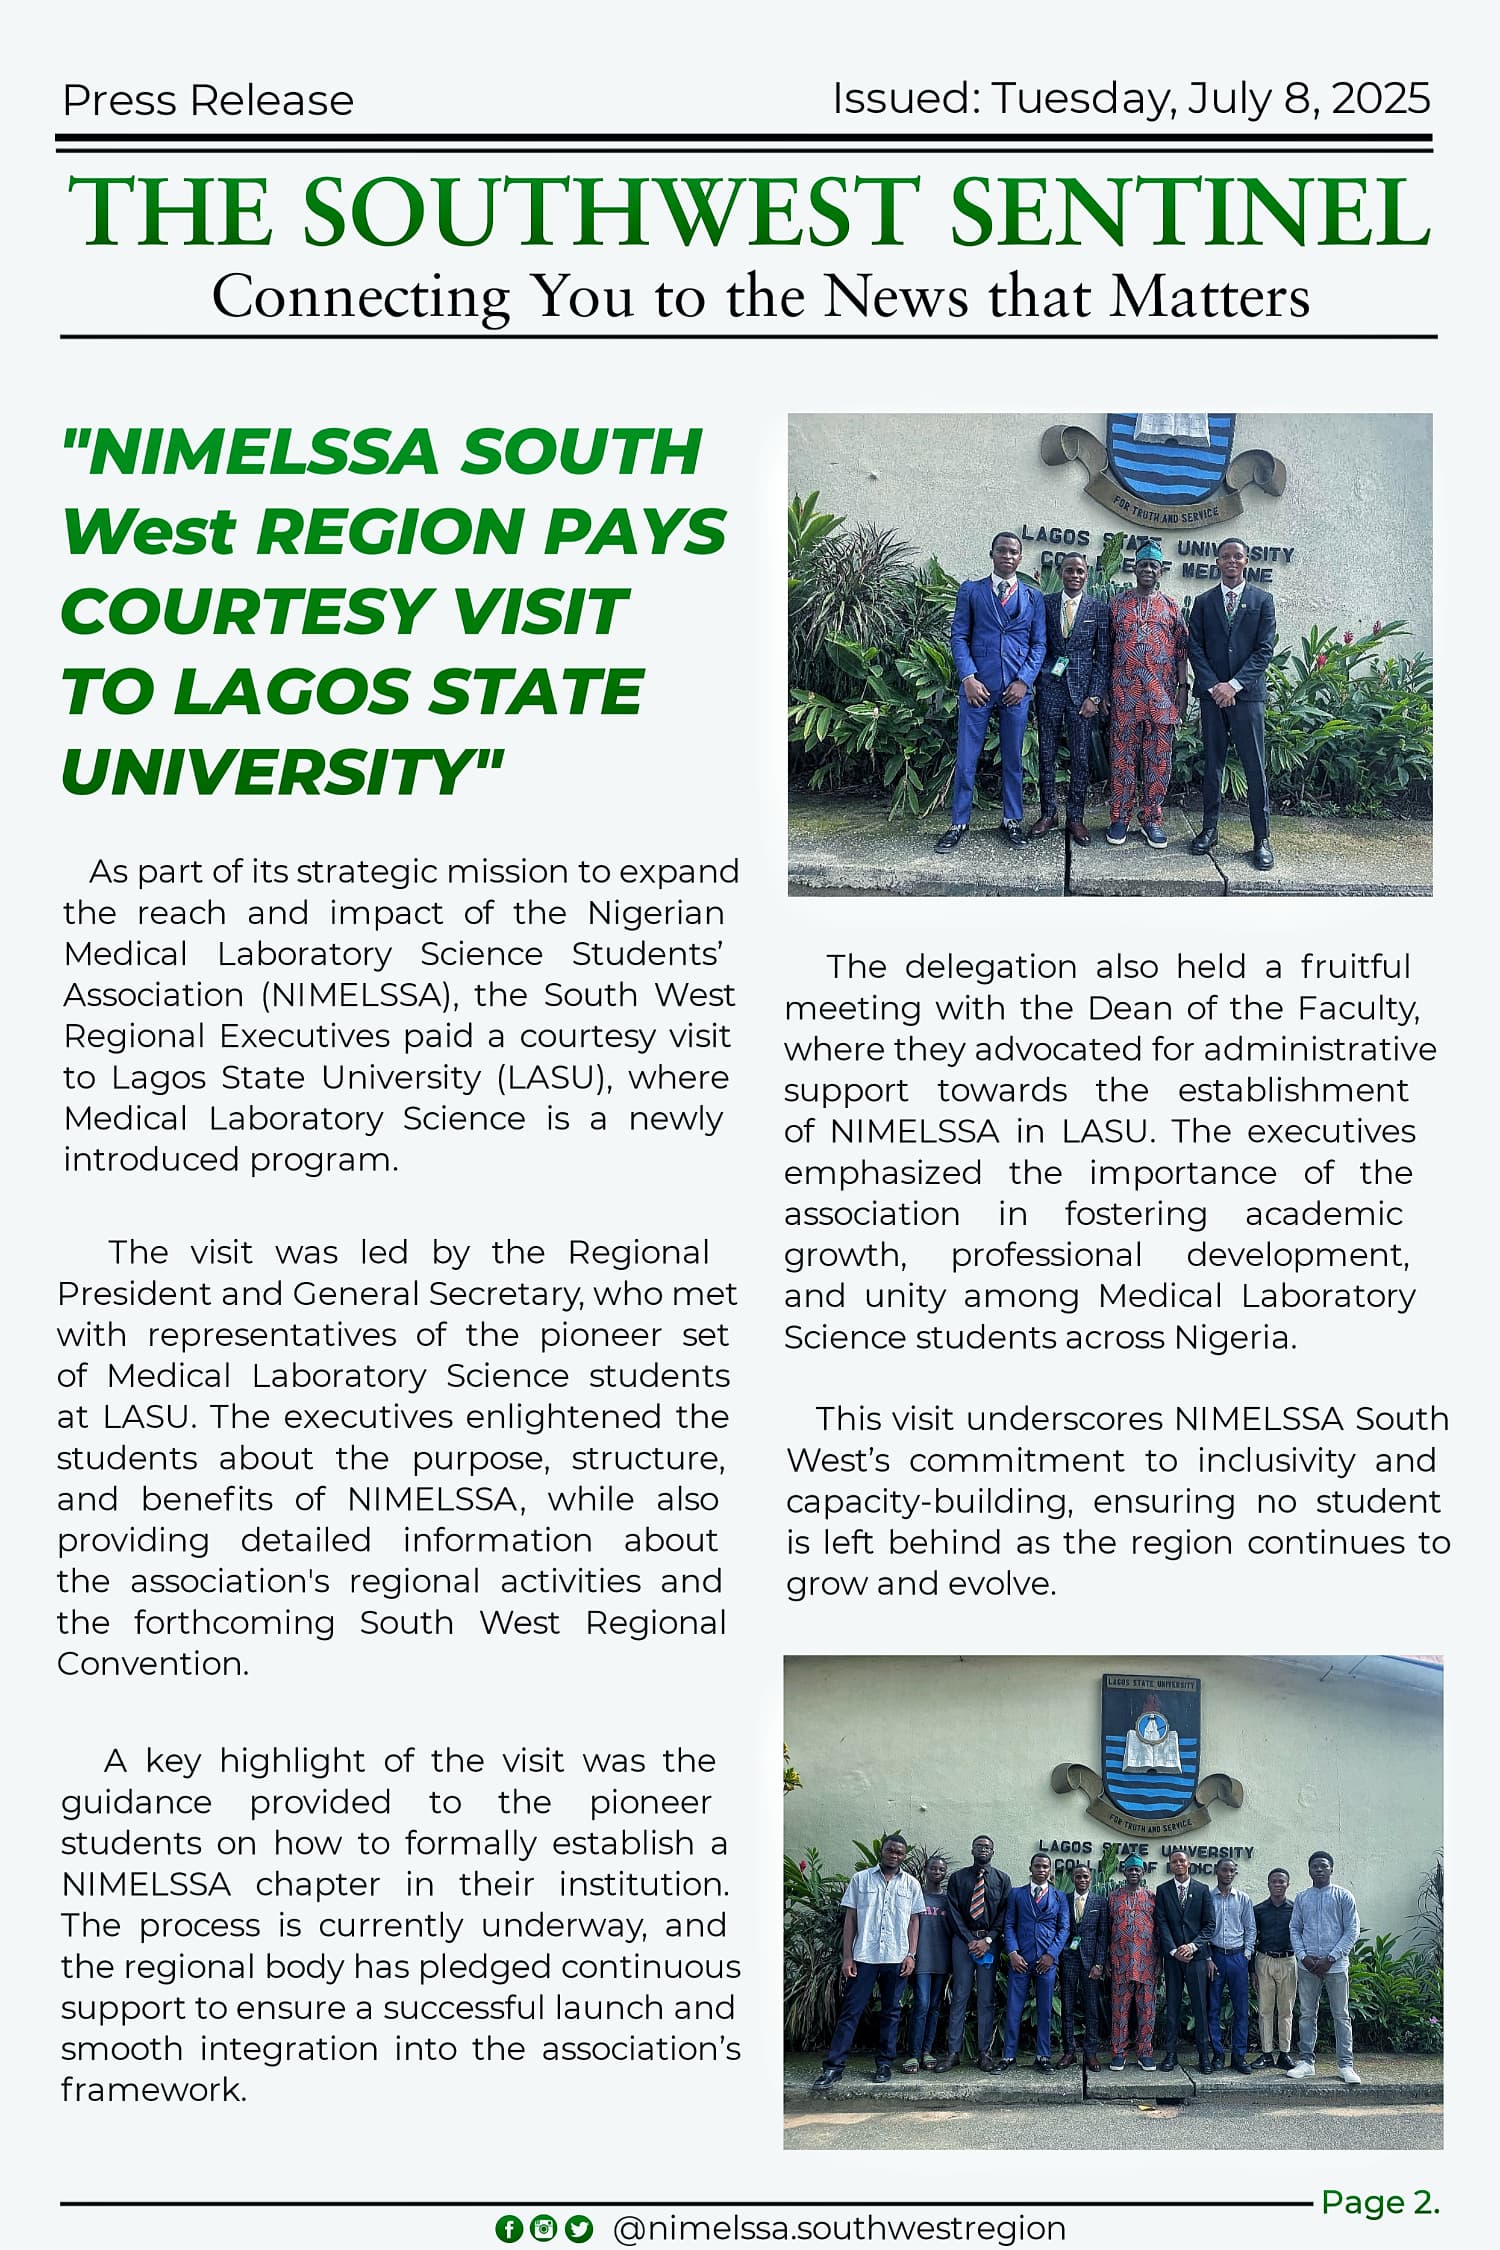 Press Release
Issued: Tuesday, July 8, 2025
THE SOUTHWEST SENTINEL
Connecting You to the News that Matters
"NIMELSSA SOUTH
West REGION PAYS
COURTESY VISIT
TO LAGOS STATE
UNIVERSITY"
As part of its strategic mission to expand
the reach and impact of the Nigerian
Medical Laboratory Science Students’
Association (NIMELSSA), the South West
Regional Executives paid a courtesy visit
to Lagos State University (LASU), where
Medical Laboratory Science is a newly
introduced program.
The visit was led by the Regional
President and General Secretary, who met
with representatives of the pioneer set
of Medical Laboratory Science students
at LASU. The executives enlightened the
students about the purpose, structure,
and benefits of NIMELSSA, while also
providing detailed information about
the association's regional activities and
the forthcoming South West Regional
Convention.
A key highlight of the visit was the
guidance provided to the pioneer
students on how to formally establish a
NIMELSSA chapter in their institution.
The process is currently underway, and
the regional body has pledged continuous
support to ensure a successful launch and
smooth integration into the association’s
framework.
FOR TRUTH AND SERVICE
LAGOS STATE UNIVERSITY
COLLEGE OF MEDICINE
The delegation also held a fruitful
meeting with the Dean of the Faculty,
where they advocated for administrative
support towards the establishment
of NIMELSSA in LASU. The executives
emphasized the importance of the
association in fostering academic
growth, professional development,
and unity among Medical Laboratory
Science students across Nigeria.
This visit underscores NIMELSSA South
West’s commitment to inclusivity and
capacity-building, ensuring no student
is left behind as the region continues to
grow and evolve.
LAGOS STATE UNIVERSITY
FOR TRUTH AND SERVICE
LAGOS STATE UNIVERSITY
COLLEGE OF MEDICINE
Page 2.
@nimelssa.southwestregion